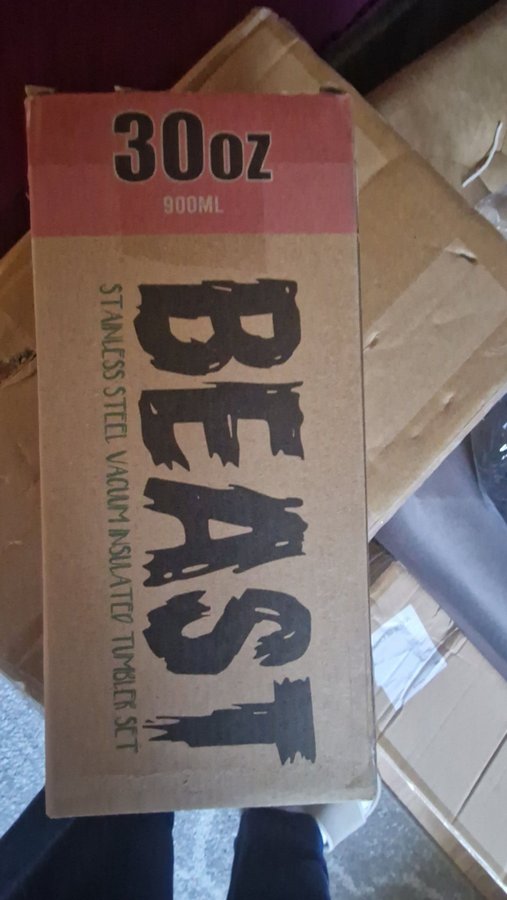 30oz
900ML
BEAST
STAINLESS STEEL VACUUM INSULATED TUMBLER SET